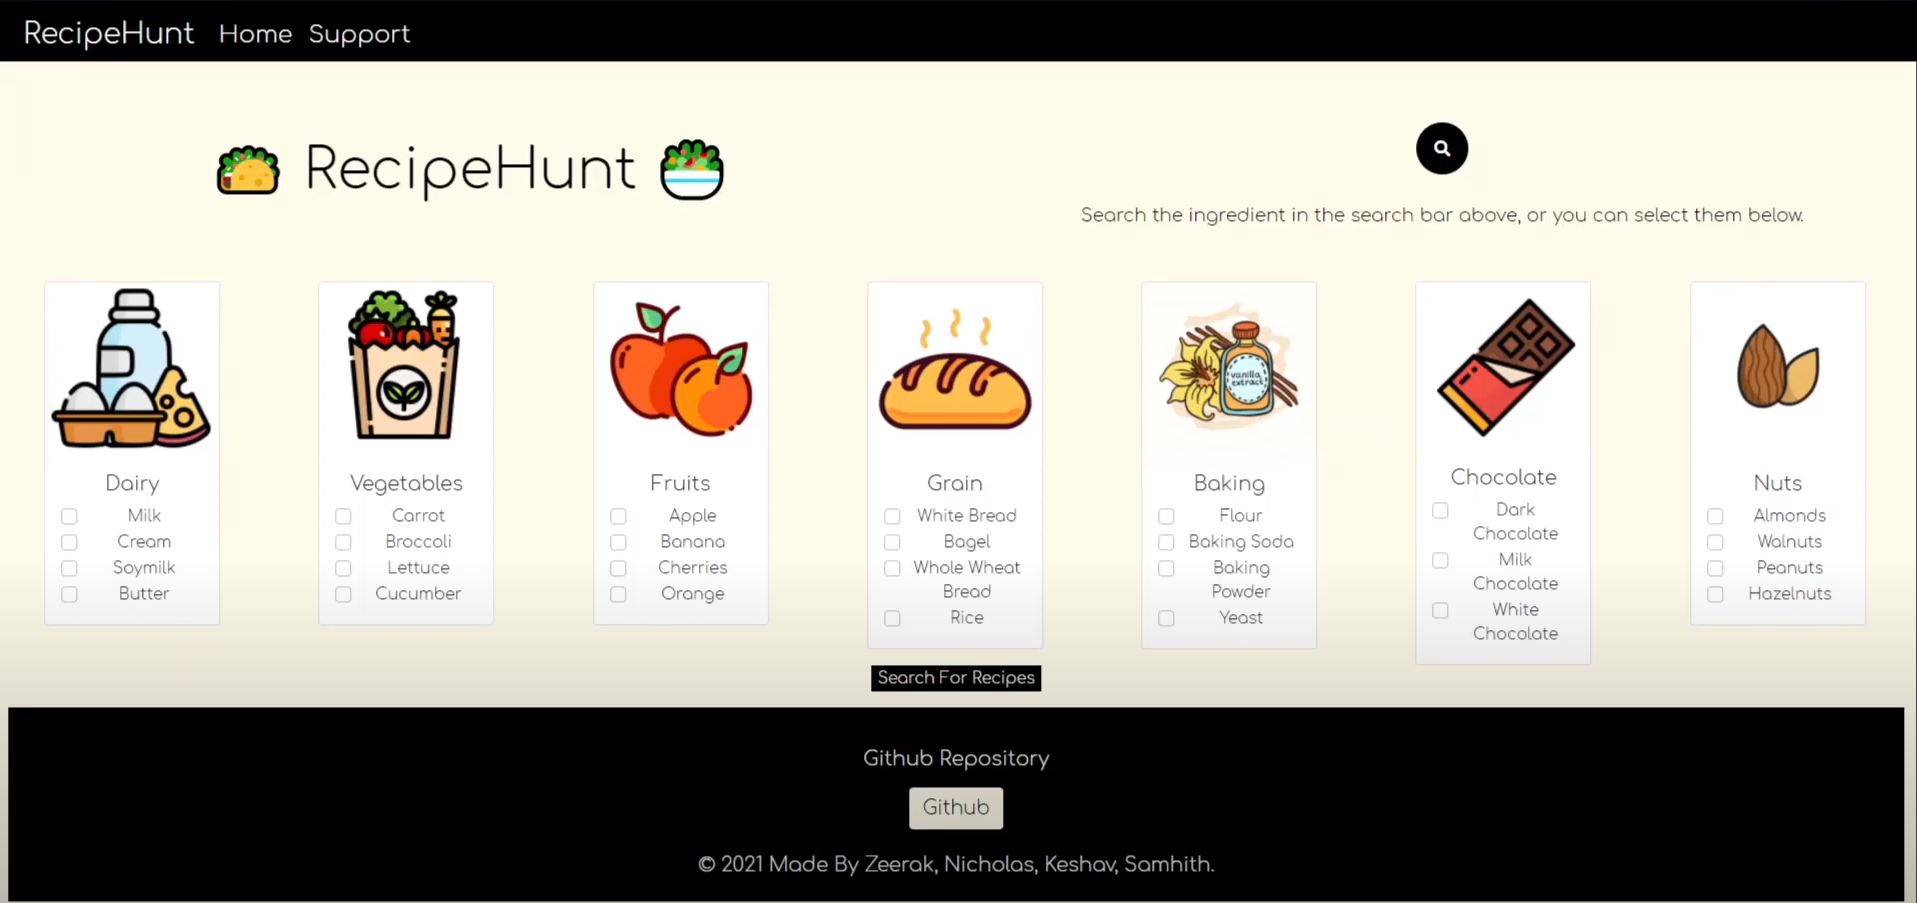 RecipeHunt Home Support
RecipeHunt
Search the ingredient in the search bar above, or you can select them below.
Dairy
Milk
Cream
Soymilk
Butter
Vegetables
Carrot
Broccoli
Lettuce
Cucumber
Fruits
Apple
Banana
Cherries
Orange
Grain
White Bread
Bagel
Whole Wheat
Bread
Rice
vanilla
extract
Baking
Flour
Baking Soda
Baking
Powder
Yeast
Chocolate
Dark
Chocolate
Milk
Chocolate
White
Chocolate
Nuts
Almonds
Walnuts
Peanuts
Hazelnuts
Search For Recipes
Github Repository
Github
© 2021 Made By Zeerak, Nicholas, Keshav, Samhith.